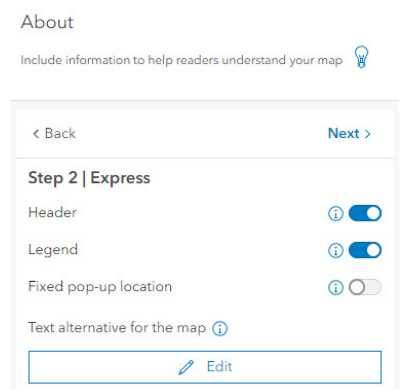 About
Include information to help readers understand your map
< Back Next >
Step 2 | Express
Header
Legend
Fixed pop-up location
Text alternative for the map
Edit